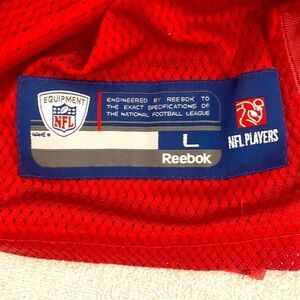 EQUIPMENT
NFL
ENGINEERED BY REEBOK TO
THE EXACT SPECIFICATIONS OF
THE NATIONAL FOOTBALL LEAGUE
L
Reebok
NFL PLAYERS